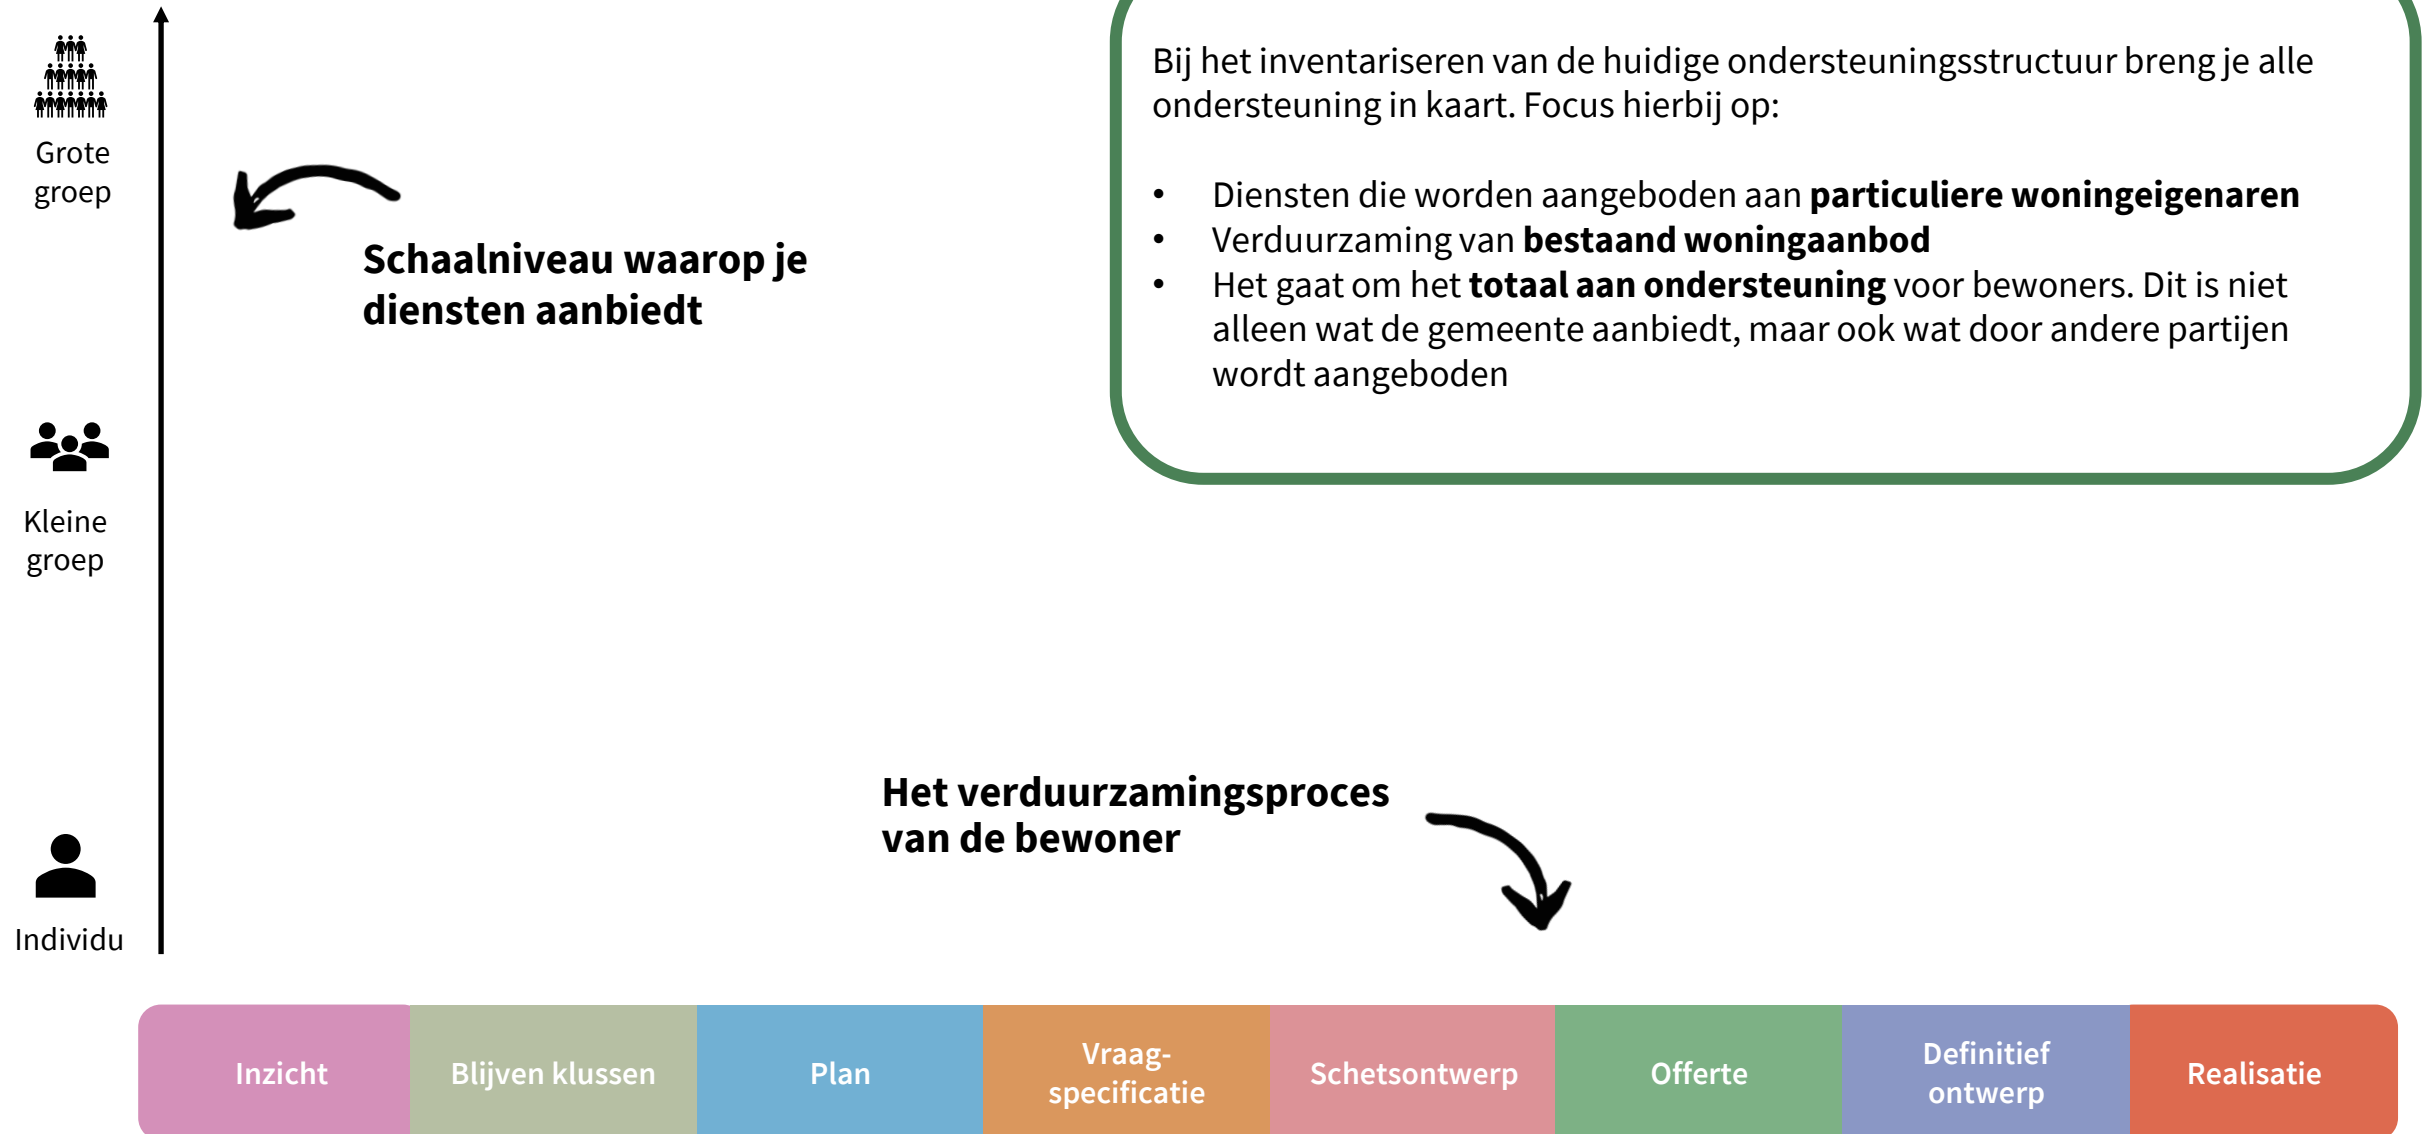 Bij het inventariseren van de huidige ondersteuningsstructuur breng je alle
ondersteuning in kaart. Focus hierbij op:
• Diensten die worden aangeboden aan particuliere woningeigenaren
• Verduurzaming van bestaand woningaanbod
• Het gaat om het totaal aan ondersteuning voor bewoners. Dit is niet
alleen wat de gemeente aanbiedt, maar ook wat door andere partijen
wordt aangeboden
Grote
groep
Schaalniveau waarop je
diensten aanbiedt
Kleine
groep
Het verduurzamingsproces
van de bewoner
Individu
Inzicht
Blijven klussen
Plan
Vraag-
specificatie
Schetsontwerp
Offerte
Definitief
ontwerp
Realisatie